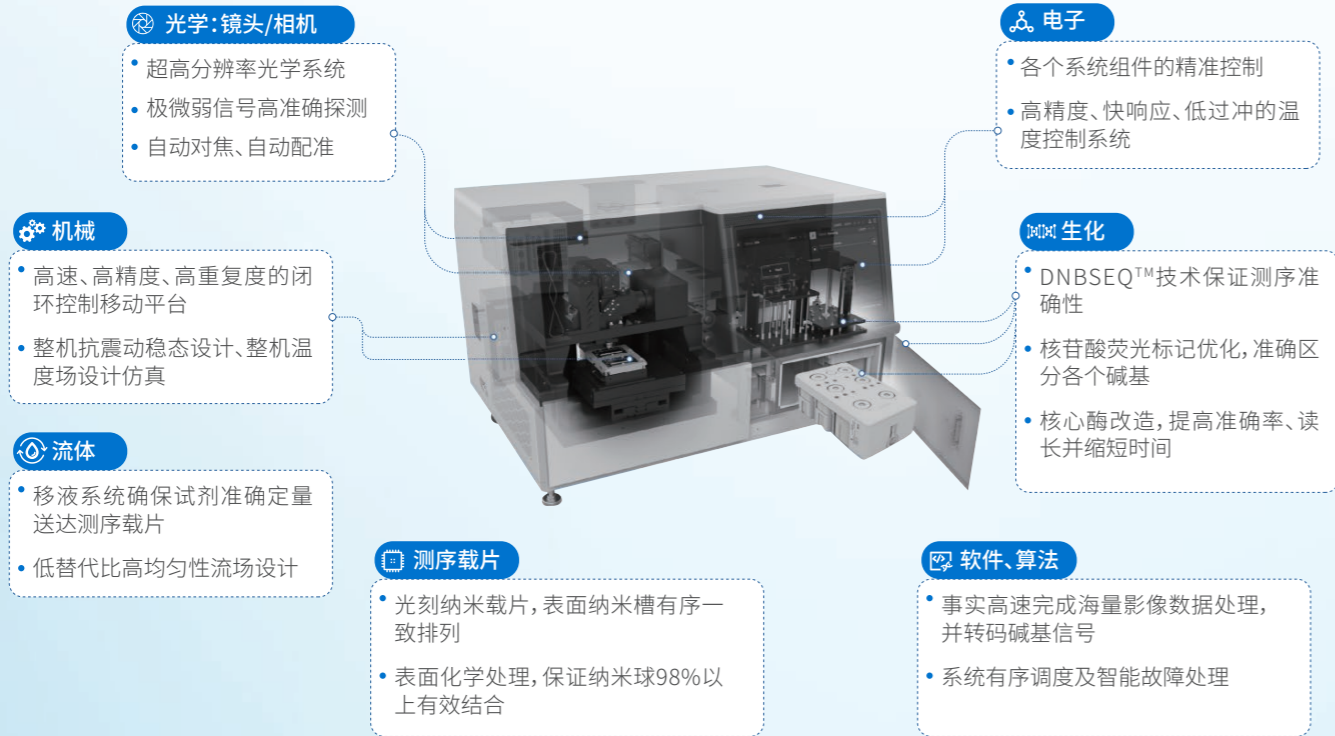 光学:镜头/相机
• 超高分辨率光学系统
• 极微弱信号高准确探测
• 自动对焦、自动配准
电子
• 各个系统组件的精准控制
• 高精度、快响应、低过冲的温
度控制系统
机械
• 高速、高精度、高重复度的闭
环控制移动平台
• 整机抗震动稳态设计、整机温
度场设计仿真
生化
• DNBSEQ™技术保证测序准
确性
• 核苷酸荧光标记优化,准确区
分各个碱基
• 核心酶改造,提高准确率、读
长并缩短时间
流体
• 移液系统确保试剂准确定量
送达测序载片
• 低替代比高均匀性流场设计
测序载片
• 光刻纳米载片,表面纳米槽有序一
致排列
• 表面化学处理,保证纳米球98%以
上有效结合
软件、算法
• 事实高速完成海量影像数据处理,
并转码碱基信号
• 系统有序调度及智能故障处理